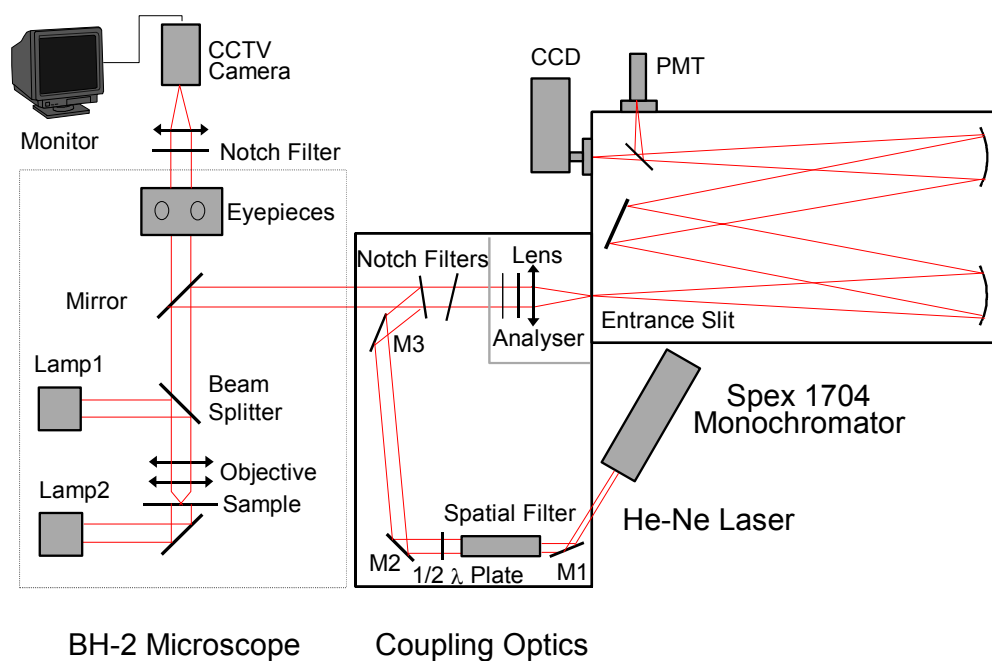 CCTV
Camera
Monitor
Notch Filter
CCD
PMT
Eyepieces
Notch Filters
Lens
Mirror
M3
Analyser
Entrance Slit
Lamp1
Beam
Splitter
Spex 1704
Monochromator
Objective
Lamp2
Sample
Spatial Filter
He-Ne Laser
M2
1/2 λ Plate
M1
BH-2 Microscope
Coupling Optics